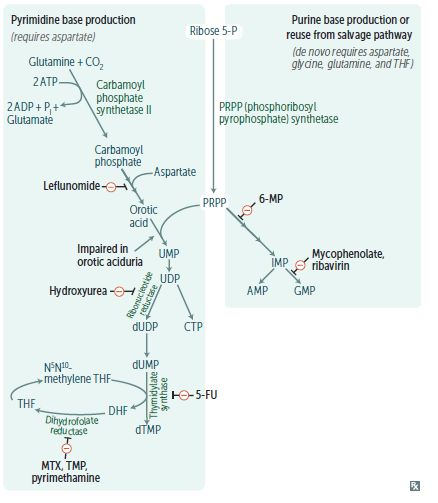 Pyrimidine base production
(requires aspartate)
Glutamine + CO2
2 ATP
Carbamoyl
phosphate
synthetase II
2 ADP + Pi +
Glutamate
Carbamoyl
phosphate
Aspartate
Leflunomide
Orotic
acid
Impaired in
orotic aciduria
UMP
UDP
Hydroxyurea
Ribonucleotide
reductase
dUDP
CTP
dUMP
N5N10-
methylene THF
Thymidylate
synthase
5-FU
THF
DHF
Dihydrofolate
reductase
dTMP
MTX, TMP,
pyrimethamine
Ribose 5-P
PRPP (phosphoribosyl
pyrophosphate) synthetase
PRPP
Purine base production or
reuse from salvage pathway
(de novo requires aspartate,
glycine, glutamine, and THF)
6-MP
Mycophenolate,
ribavirin
IMP
AMP
GMP
Rx